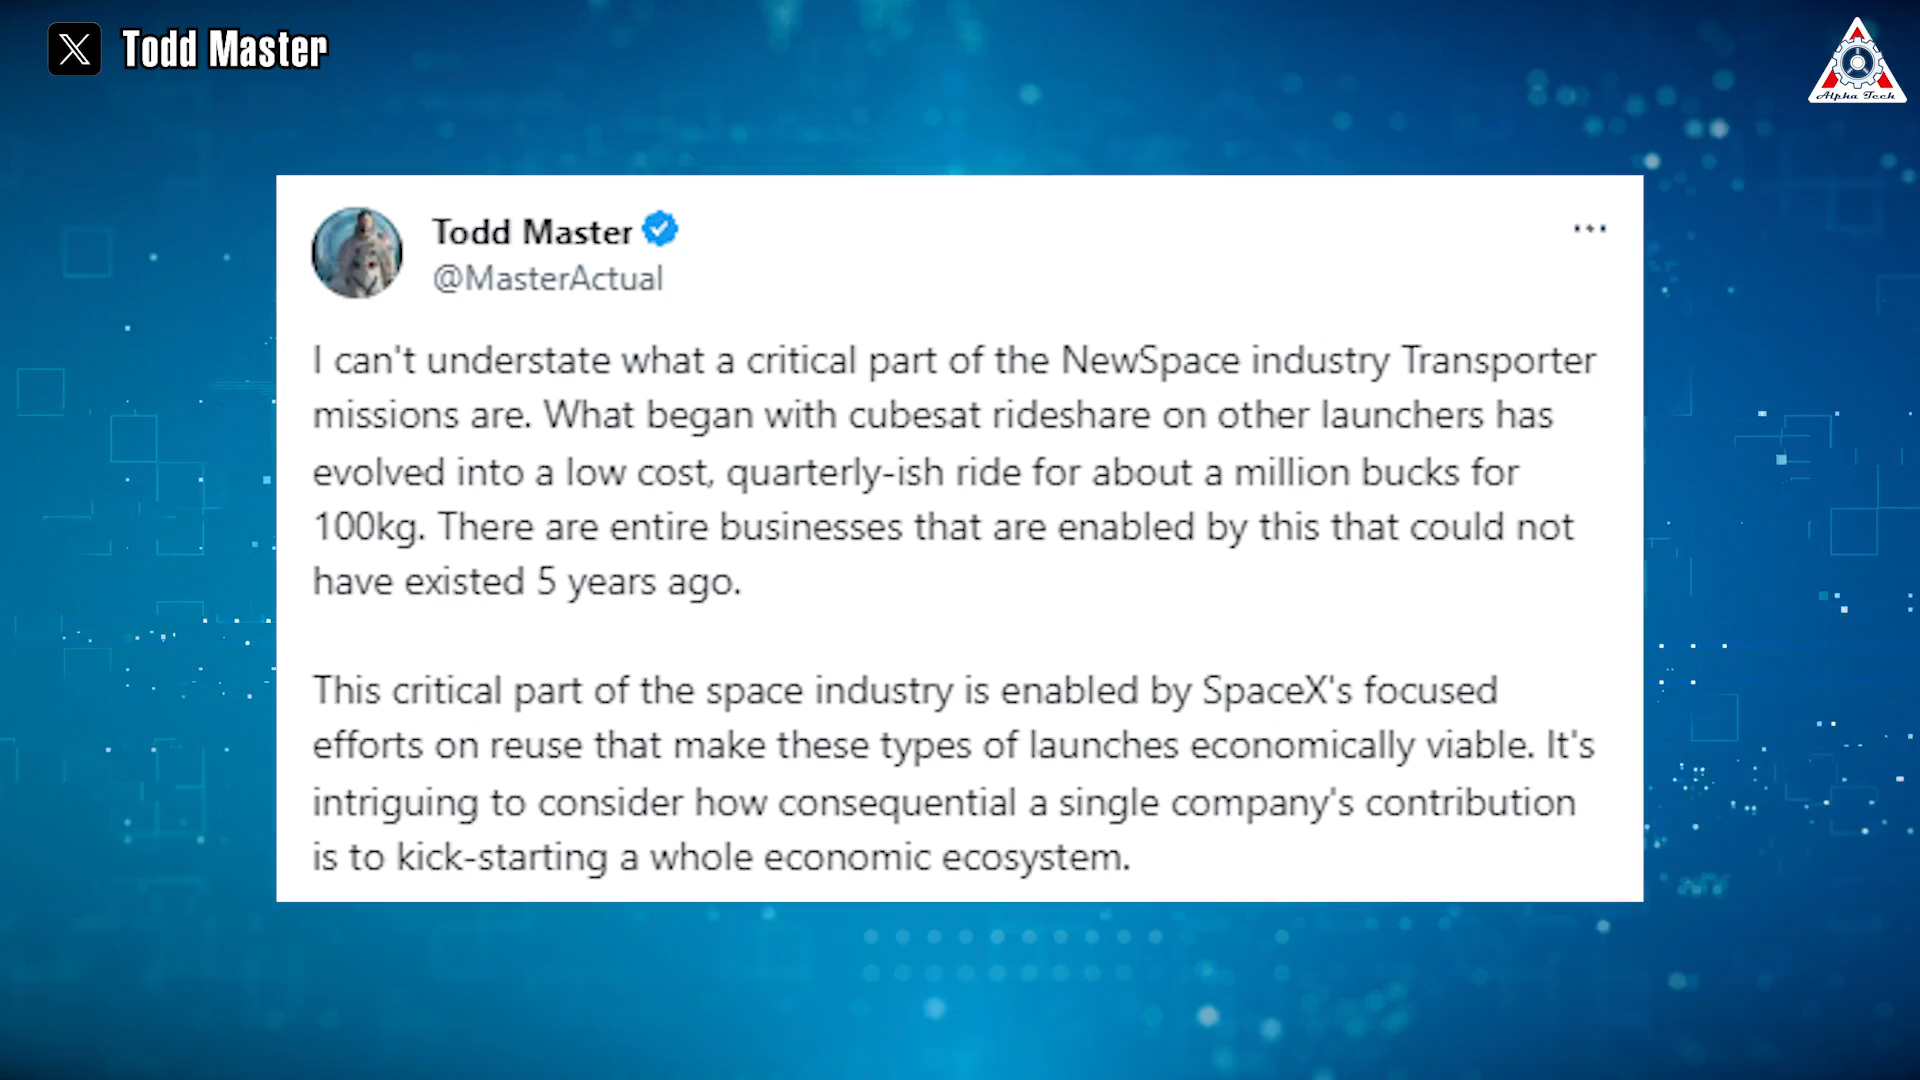 X Todd Master
Alpha Tech
Todd Master
@MasterActual
I can't understate what a critical part of the NewSpace industry Transporter
missions are. What began with cubesat rideshare on other launchers has
evolved into a low cost, quarterly-ish ride for about a million bucks for
100kg. There are entire businesses that are enabled by this that could not
have existed 5 years ago.
This critical part of the space industry is enabled by SpaceX's focused
efforts on reuse that make these types of launches economically viable. It's
intriguing to consider how consequential a single company's contribution
is to kick-starting a whole economic ecosystem.